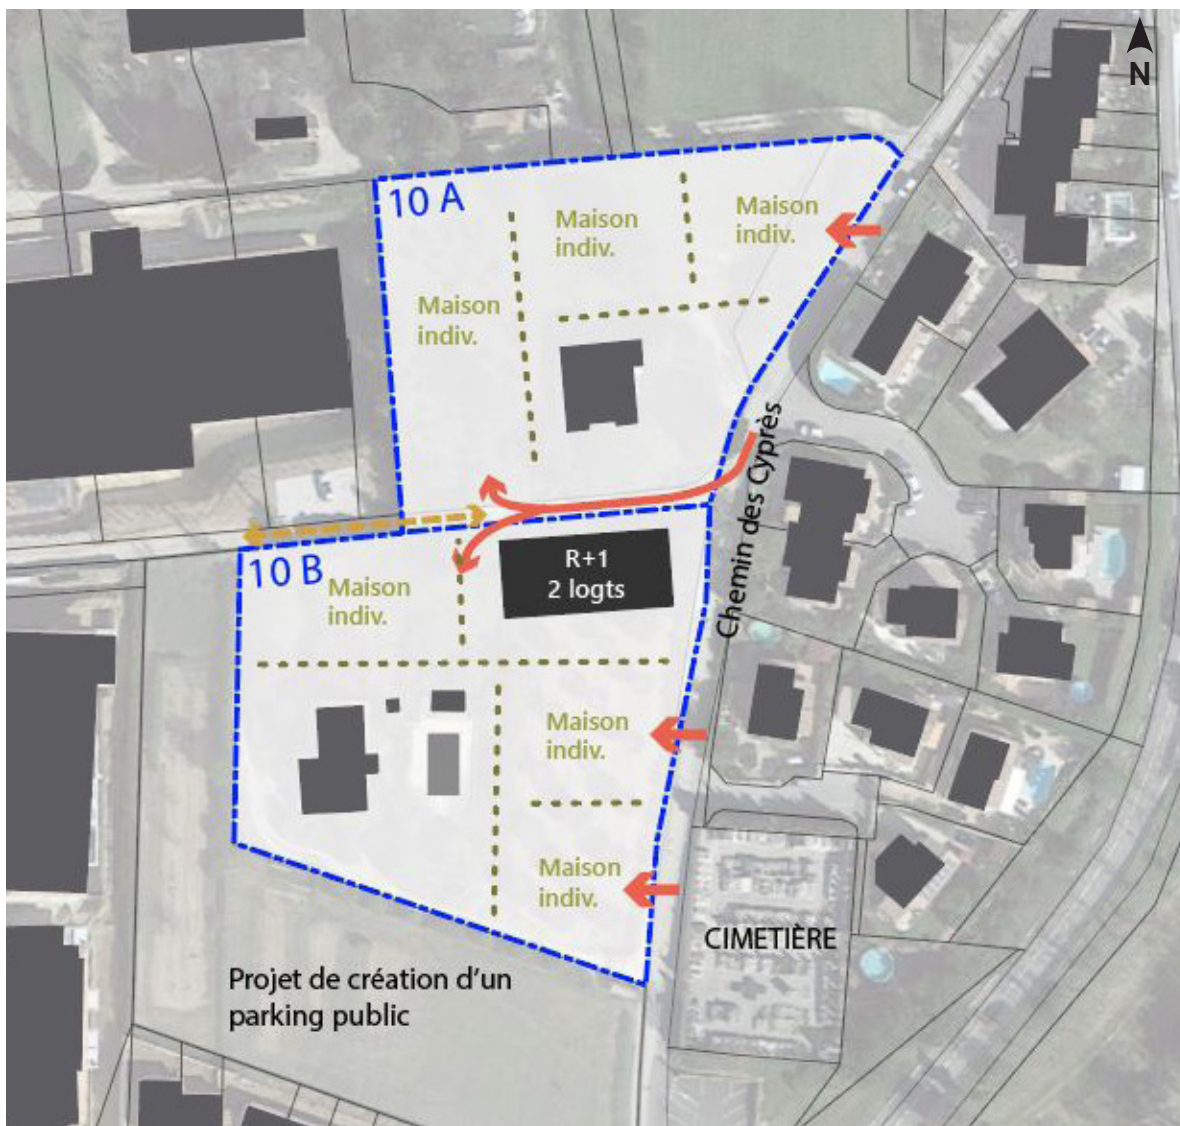 N
10 A
Maison
indiv.
Maison
indiv.
Maison
indiv.
Chemin des Cyprès
10 B
Maison
indiv.
R+1
2 logts
Maison
indiv.
Maison
indiv.
CIMETIÈRE
Projet de création d'un
parking public